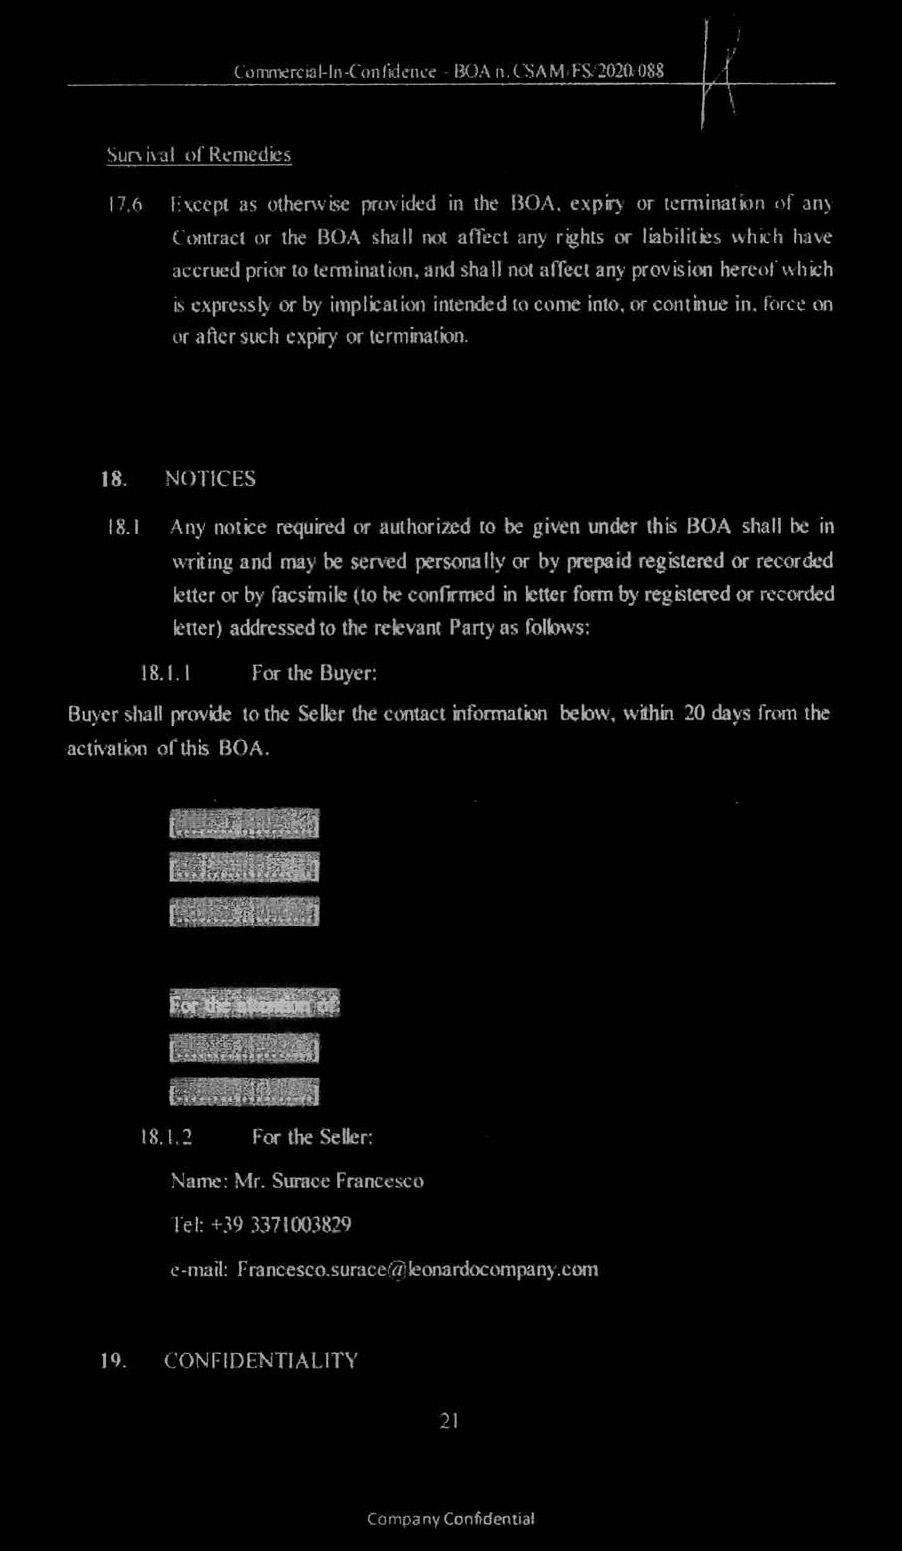 Commercial-In-Confidence - BOA n. CSAM/FS/2020/088
Survival of Remedies
17.6 Except as otherwise provided in the BOA, expiry or termination of any
Contract or the BOA shall not affect any rights or liabilities which have
accrued prior to termination, and shall not affect any provision hereof which
is expressly or by implication intended to come into, or continue in, force on
or after such expiry or termination.
18. NOTICES
18.1 Any notice required or authorized to be given under this BOA shall be in
writing and may be served personally or by prepaid registered or recorded
letter or by facsimile (to be confirmed in letter form by registered or recorded
letter) addressed to the relevant Party as follows:
18.1.1 For the Buyer:
Buyer shall provide to the Seller the contact information below, within 20 days from the
activation of this BOA.
For the attention of:
18.1.2 For the Seller:
Name: Mr. Surace Francesco
Tel: +39 3371003829
e-mail: Francesco.surace@leonardocompany.com
19. CONFIDENTIALITY
21
Company Confidential